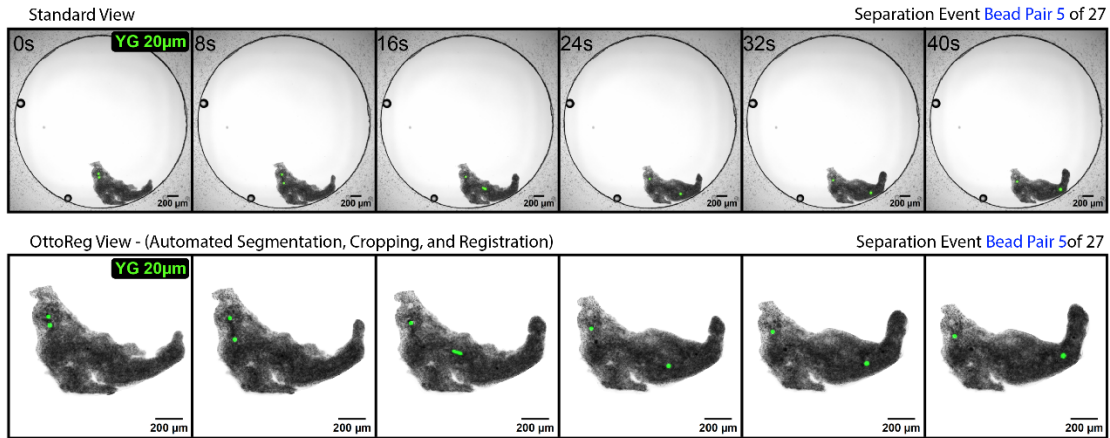 Standard View
Separation Event Bead Pair 5 of 27
0s
YG 20µm
8s
16s
24s
32s
40s
200 µm
200 µm
200 µm
200 µm
200 µm
200 µm
OttoReg View - (Automated Segmentation, Cropping, and Registration)
Separation Event Bead Pair 5of 27
YG 20µm
200 µm
200 µm
200 µm
200 µm
200 µm
200 µm